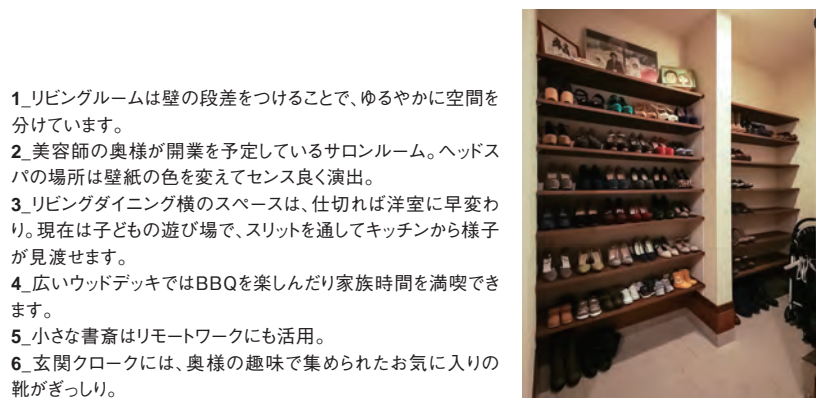 1_リビングルームは壁の段差をつけることで、ゆるやかに空間を
分けています。
2_美容師の奥様が開業を予定しているサロンルーム。ヘッドス
パの場所は壁紙の色を変えてセンス良く演出。
3_リビングダイニング横のスペースは、仕切れば洋室に早変わ
り。現在は子どもの遊び場で、スリットを通してキッチンから様子
が見渡せます。
4_広いウッドデッキではBBQを楽しんだり家族時間を満喫でき
ます。
5_小さな書斎はリモートワークにも活用。
6_玄関クロークには、奥様の趣味で集められたお気に入りの
靴がぎっしり。